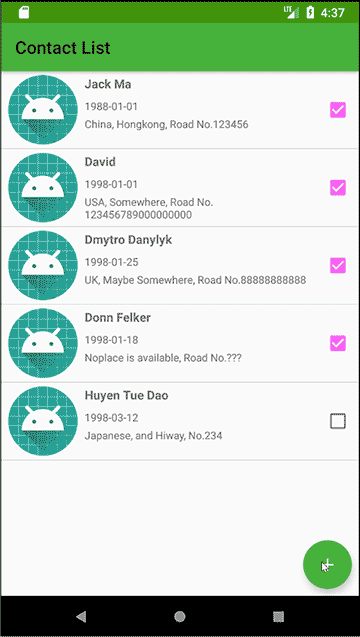 LTE 4:37
Contact List
Jack Ma
1988-01-01
China, Hongkong, Road No.123456
David
1998-01-01
USA, Somewhere, Road No.
123456789000000000
Dmytro Danylyk
1998-01-25
UK, Maybe Somewhere, Road No.88888888888
Donn Felker
1998-01-18
Noplace is available, Road No.???
Huyen Tue Dao
1998-03-12
Japanese, and Hiway, No.234